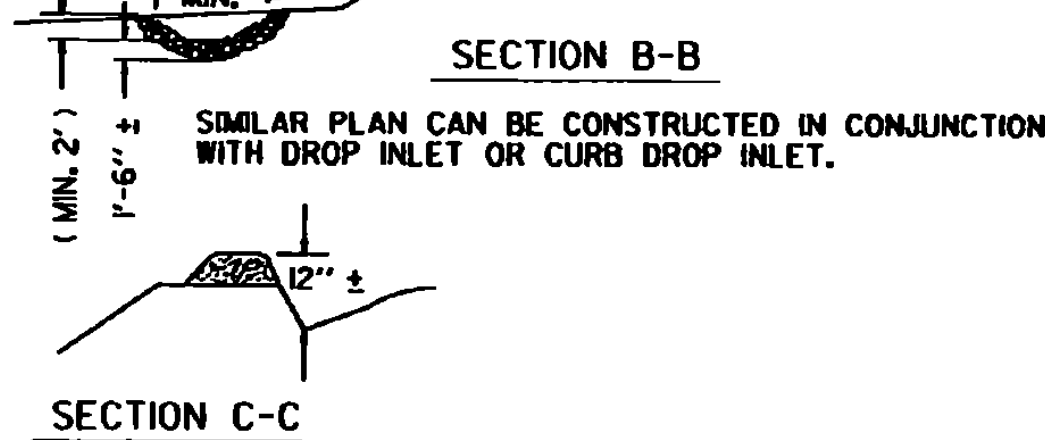 MIN.
SECTION B-B
(MIN. 2')
1'-6" ±
SIMILAR PLAN CAN BE CONSTRUCTED IN CONJUNCTION
WITH DROP INLET OR CURB DROP INLET.
12" ±
SECTION C-C